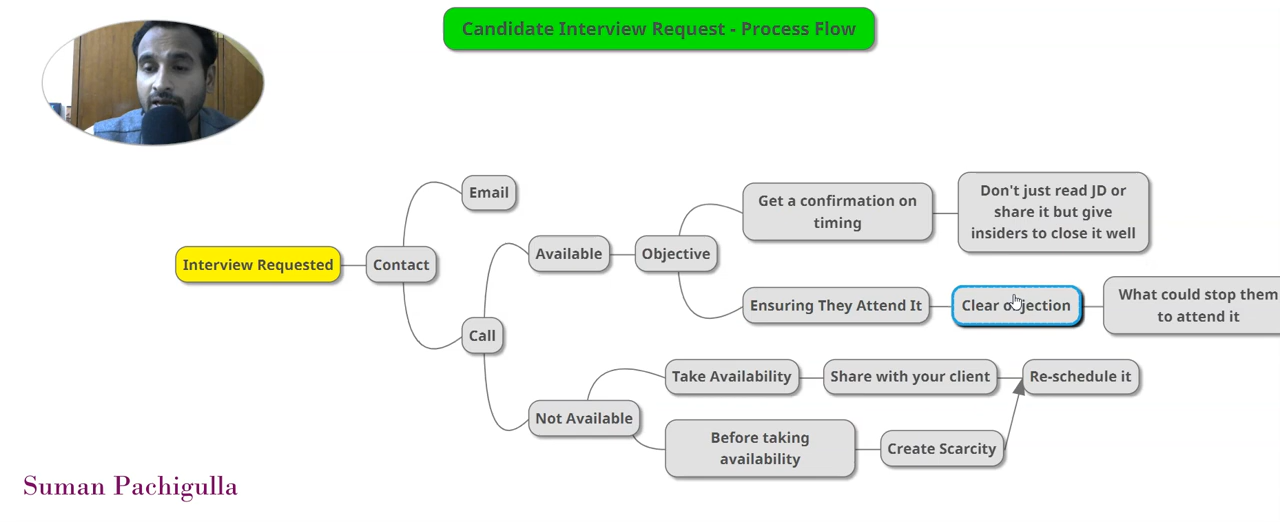 Candidate Interview Request - Process Flow
Interview Requested
Contact
Email
Call
Available
Objective
Get a confirmation on
timing
Don't just read JD or
share it but give
insiders to close it well
Ensuring They Attend It
Clear objection
What could stop them
to attend it
Not Available
Take Availability
Share with your client
Re-schedule it
Before taking
availability
Create Scarcity
Suman Pachigulla